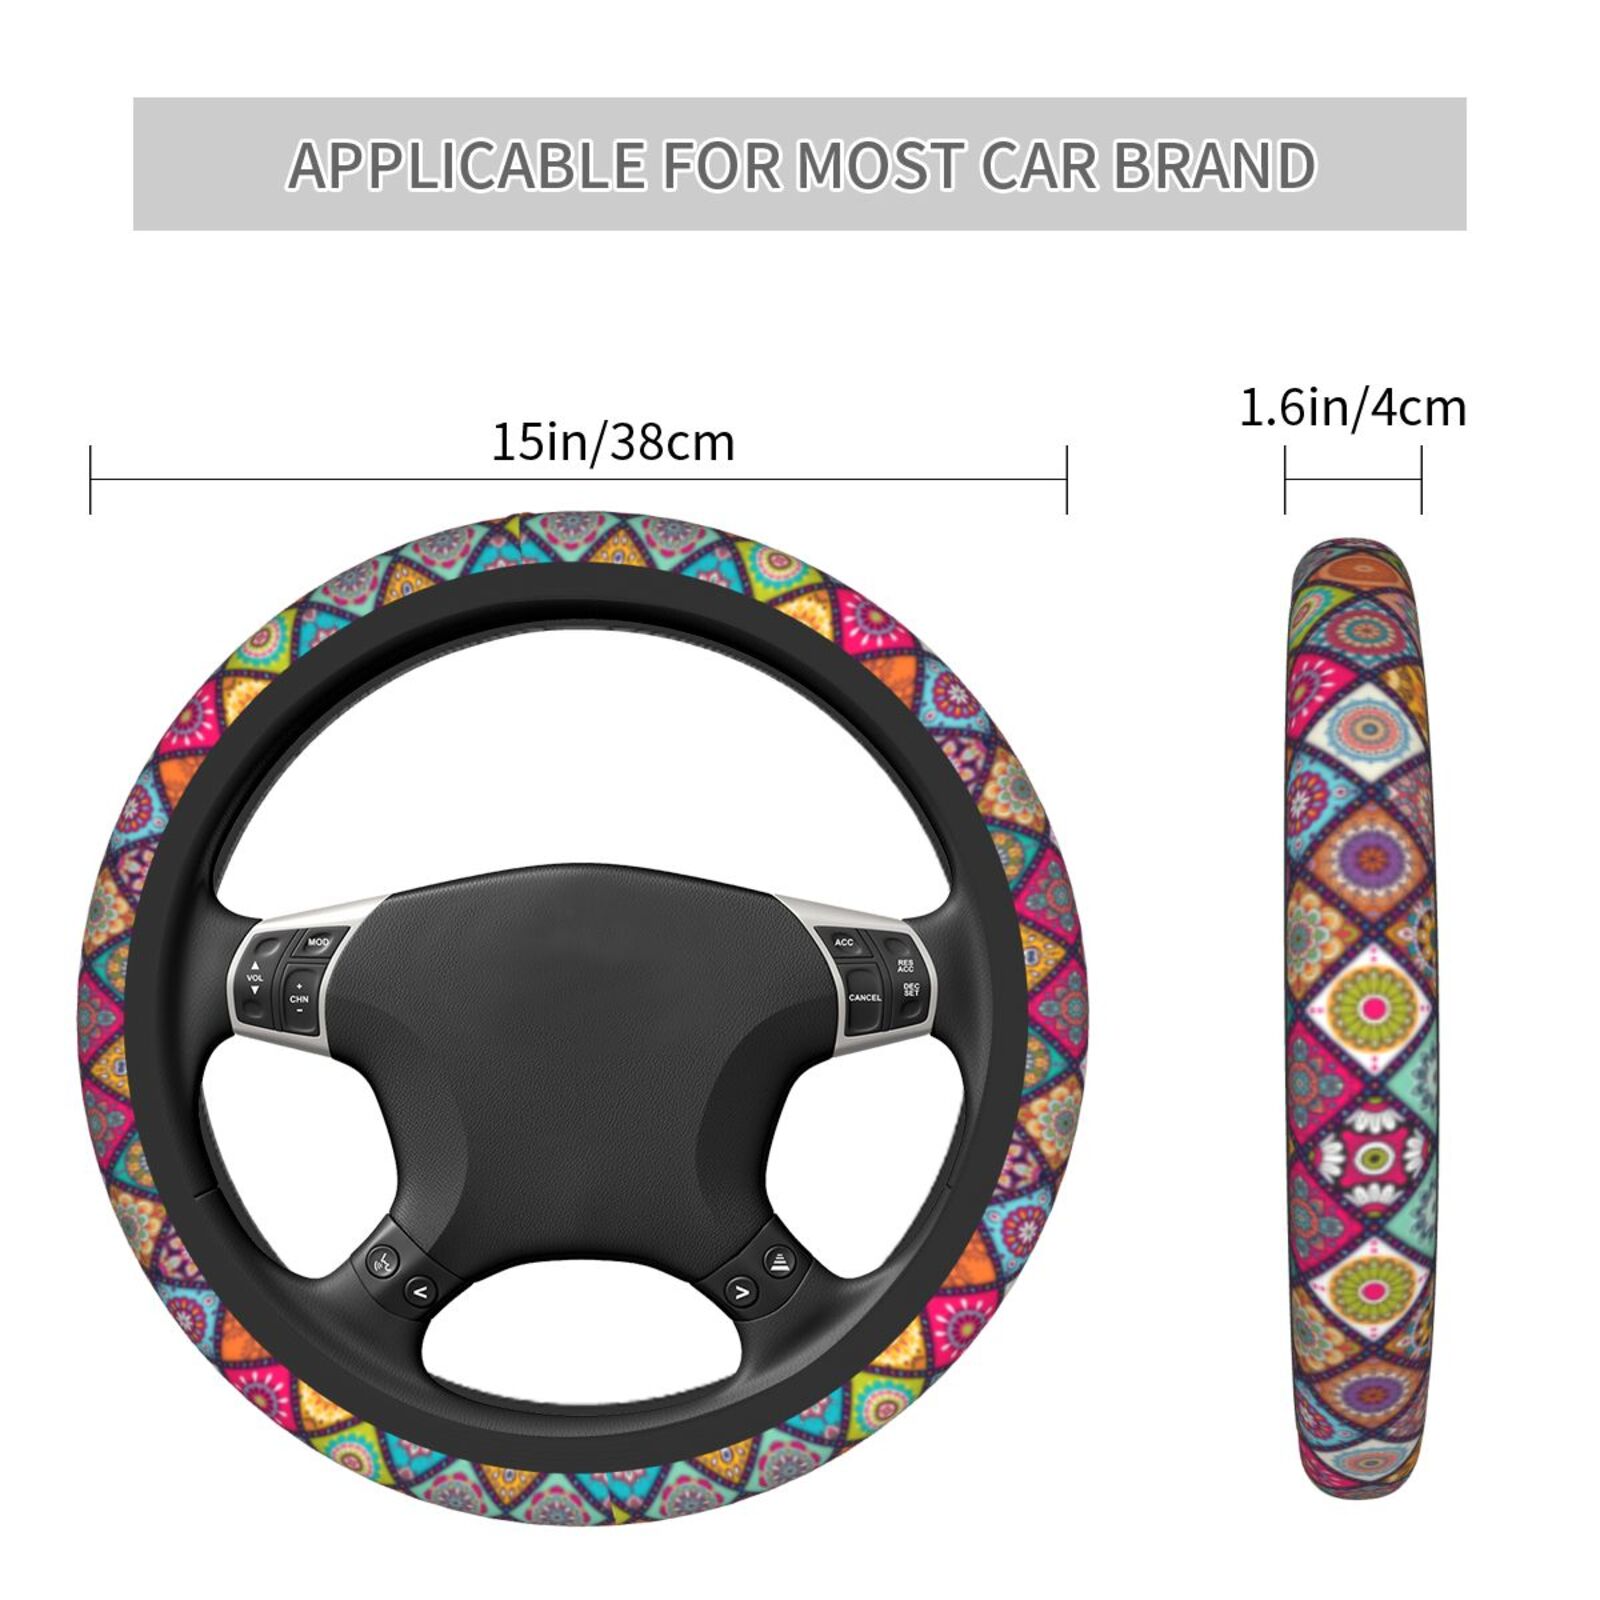 APPLICABLE FOR MOST CAR BRAND
1.6in/4cm
15in/38cm
MOD
VOL
+
CHN
-
ACC
RES
ACC
CANCEL
DEC
SET
<
>